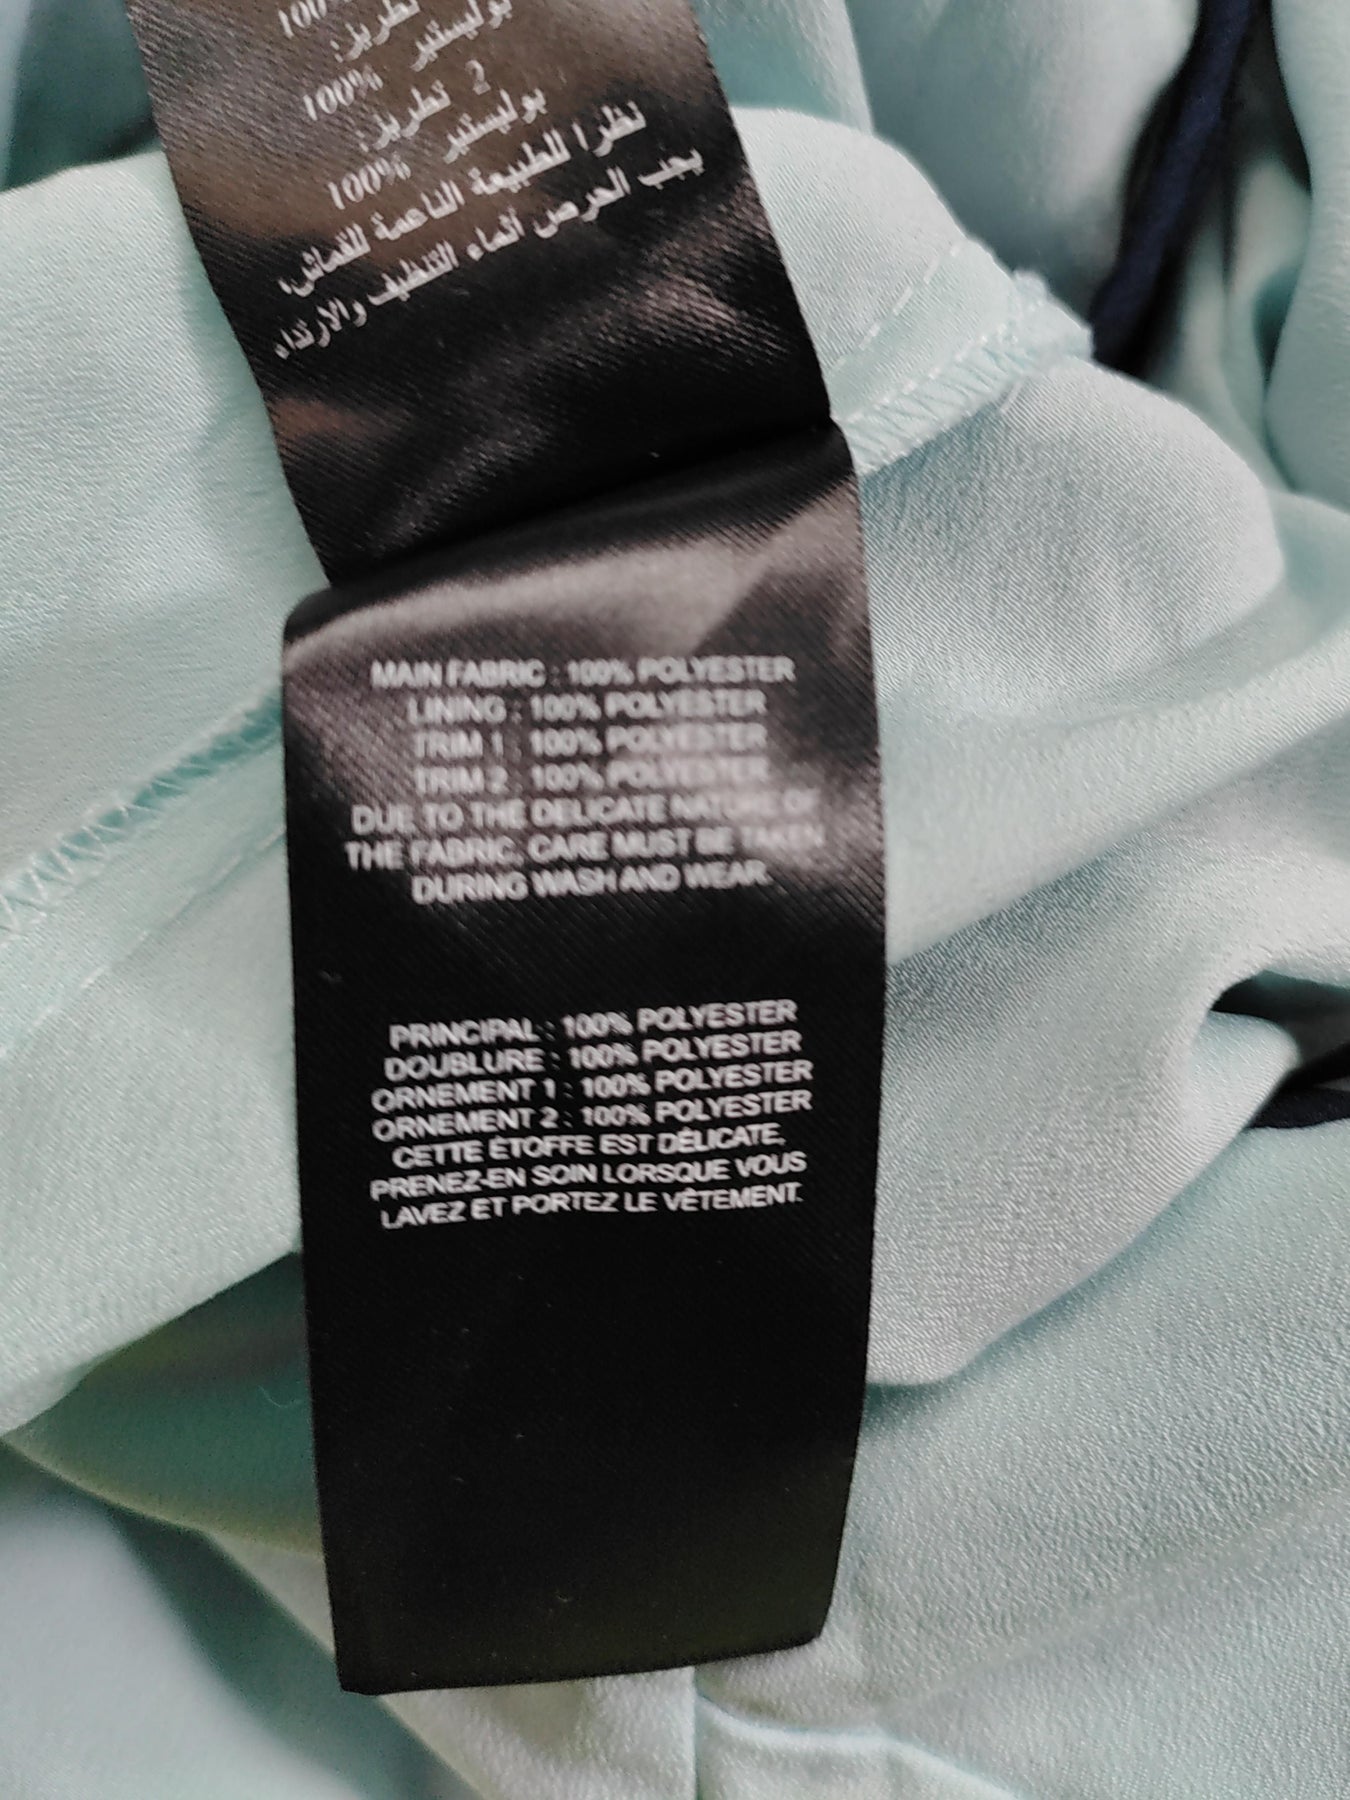 100%
تطريز:
100% بوليستير
2 تطريز:
100% بوليستير
نظرا للطبيعة الناعمة للقماش،
يجب الحرص أثناء التنظيف والارتداء.
MAIN FABRIC : 100% POLYESTER
LINING : 100% POLYESTER
TRIM 1 : 100% POLYESTER
TRIM 2 : 100% POLYESTER
DUE TO THE DELICATE NATURE OF
THE FABRIC, CARE MUST BE TAKEN
DURING WASH AND WEAR.
PRINCIPAL : 100% POLYESTER
DOUBLURE : 100% POLYESTER
ORNEMENT 1 : 100% POLYESTER
ORNEMENT 2 : 100% POLYESTER
CETTE ÉTOFFE EST DÉLICATE,
PRENEZ-EN SOIN LORSQUE VOUS
LAVEZ ET PORTEZ LE VÊTEMENT.